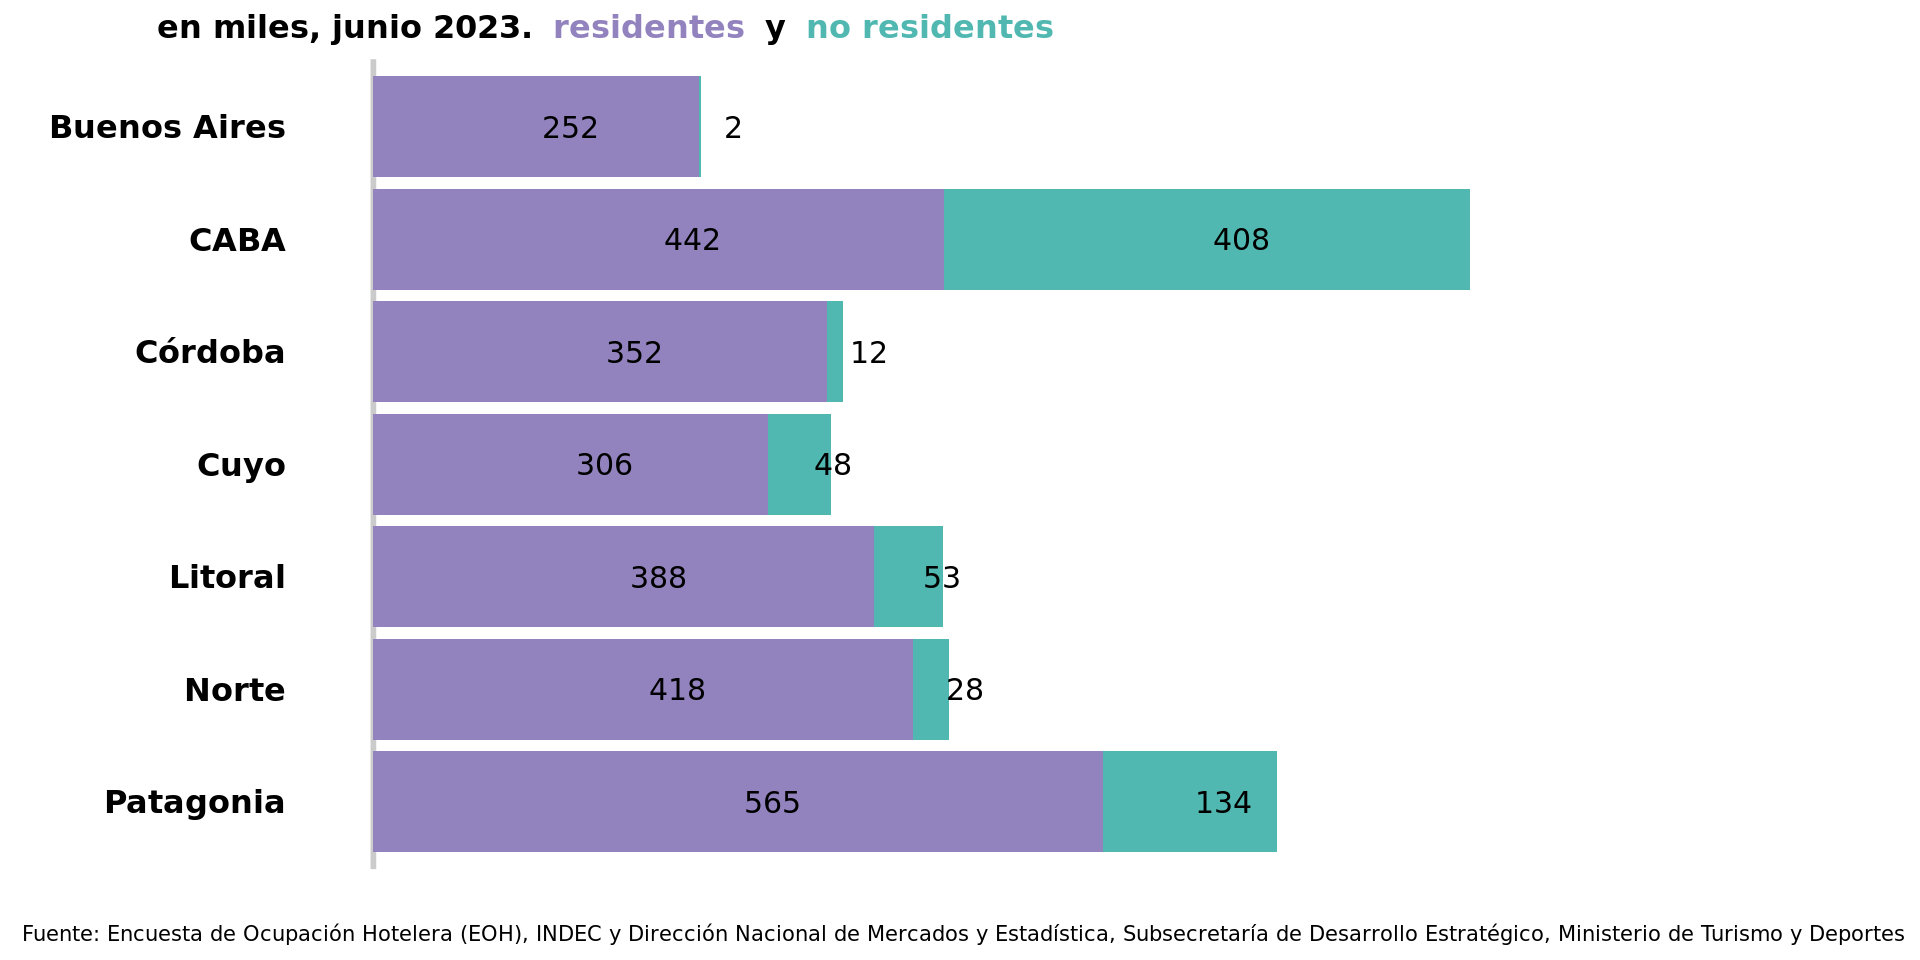 en miles, junio 2023. residentes y no residentes
Buenos Aires 252 2
CABA 442 408
Córdoba 352 12
Cuyo 306 48
Litoral 388 53
Norte 418 28
Patagonia 565 134
Fuente: Encuesta de Ocupación Hotelera (EOH), INDEC y Dirección Nacional de Mercados y Estadística, Subsecretaría de Desarrollo Estratégico, Ministerio de Turismo y Deportes